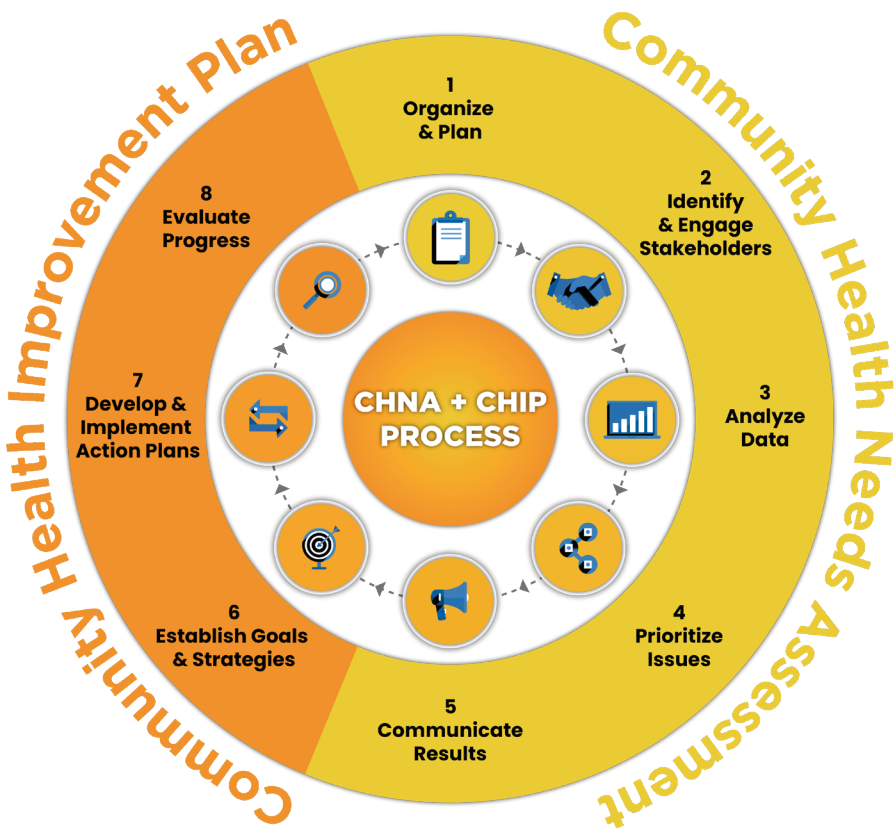 Community Health Improvement Plan
Community Health Needs Assessment
1
Organize
& Plan
2
Identify
& Engage
Stakeholders
3
Analyze
Data
4
Prioritize
Issues
5
Communicate
Results
6
Establish Goals
& Strategies
7
Develop &
Implement
Action Plans
8
Evaluate
Progress
CHNA + CHIP
PROCESS